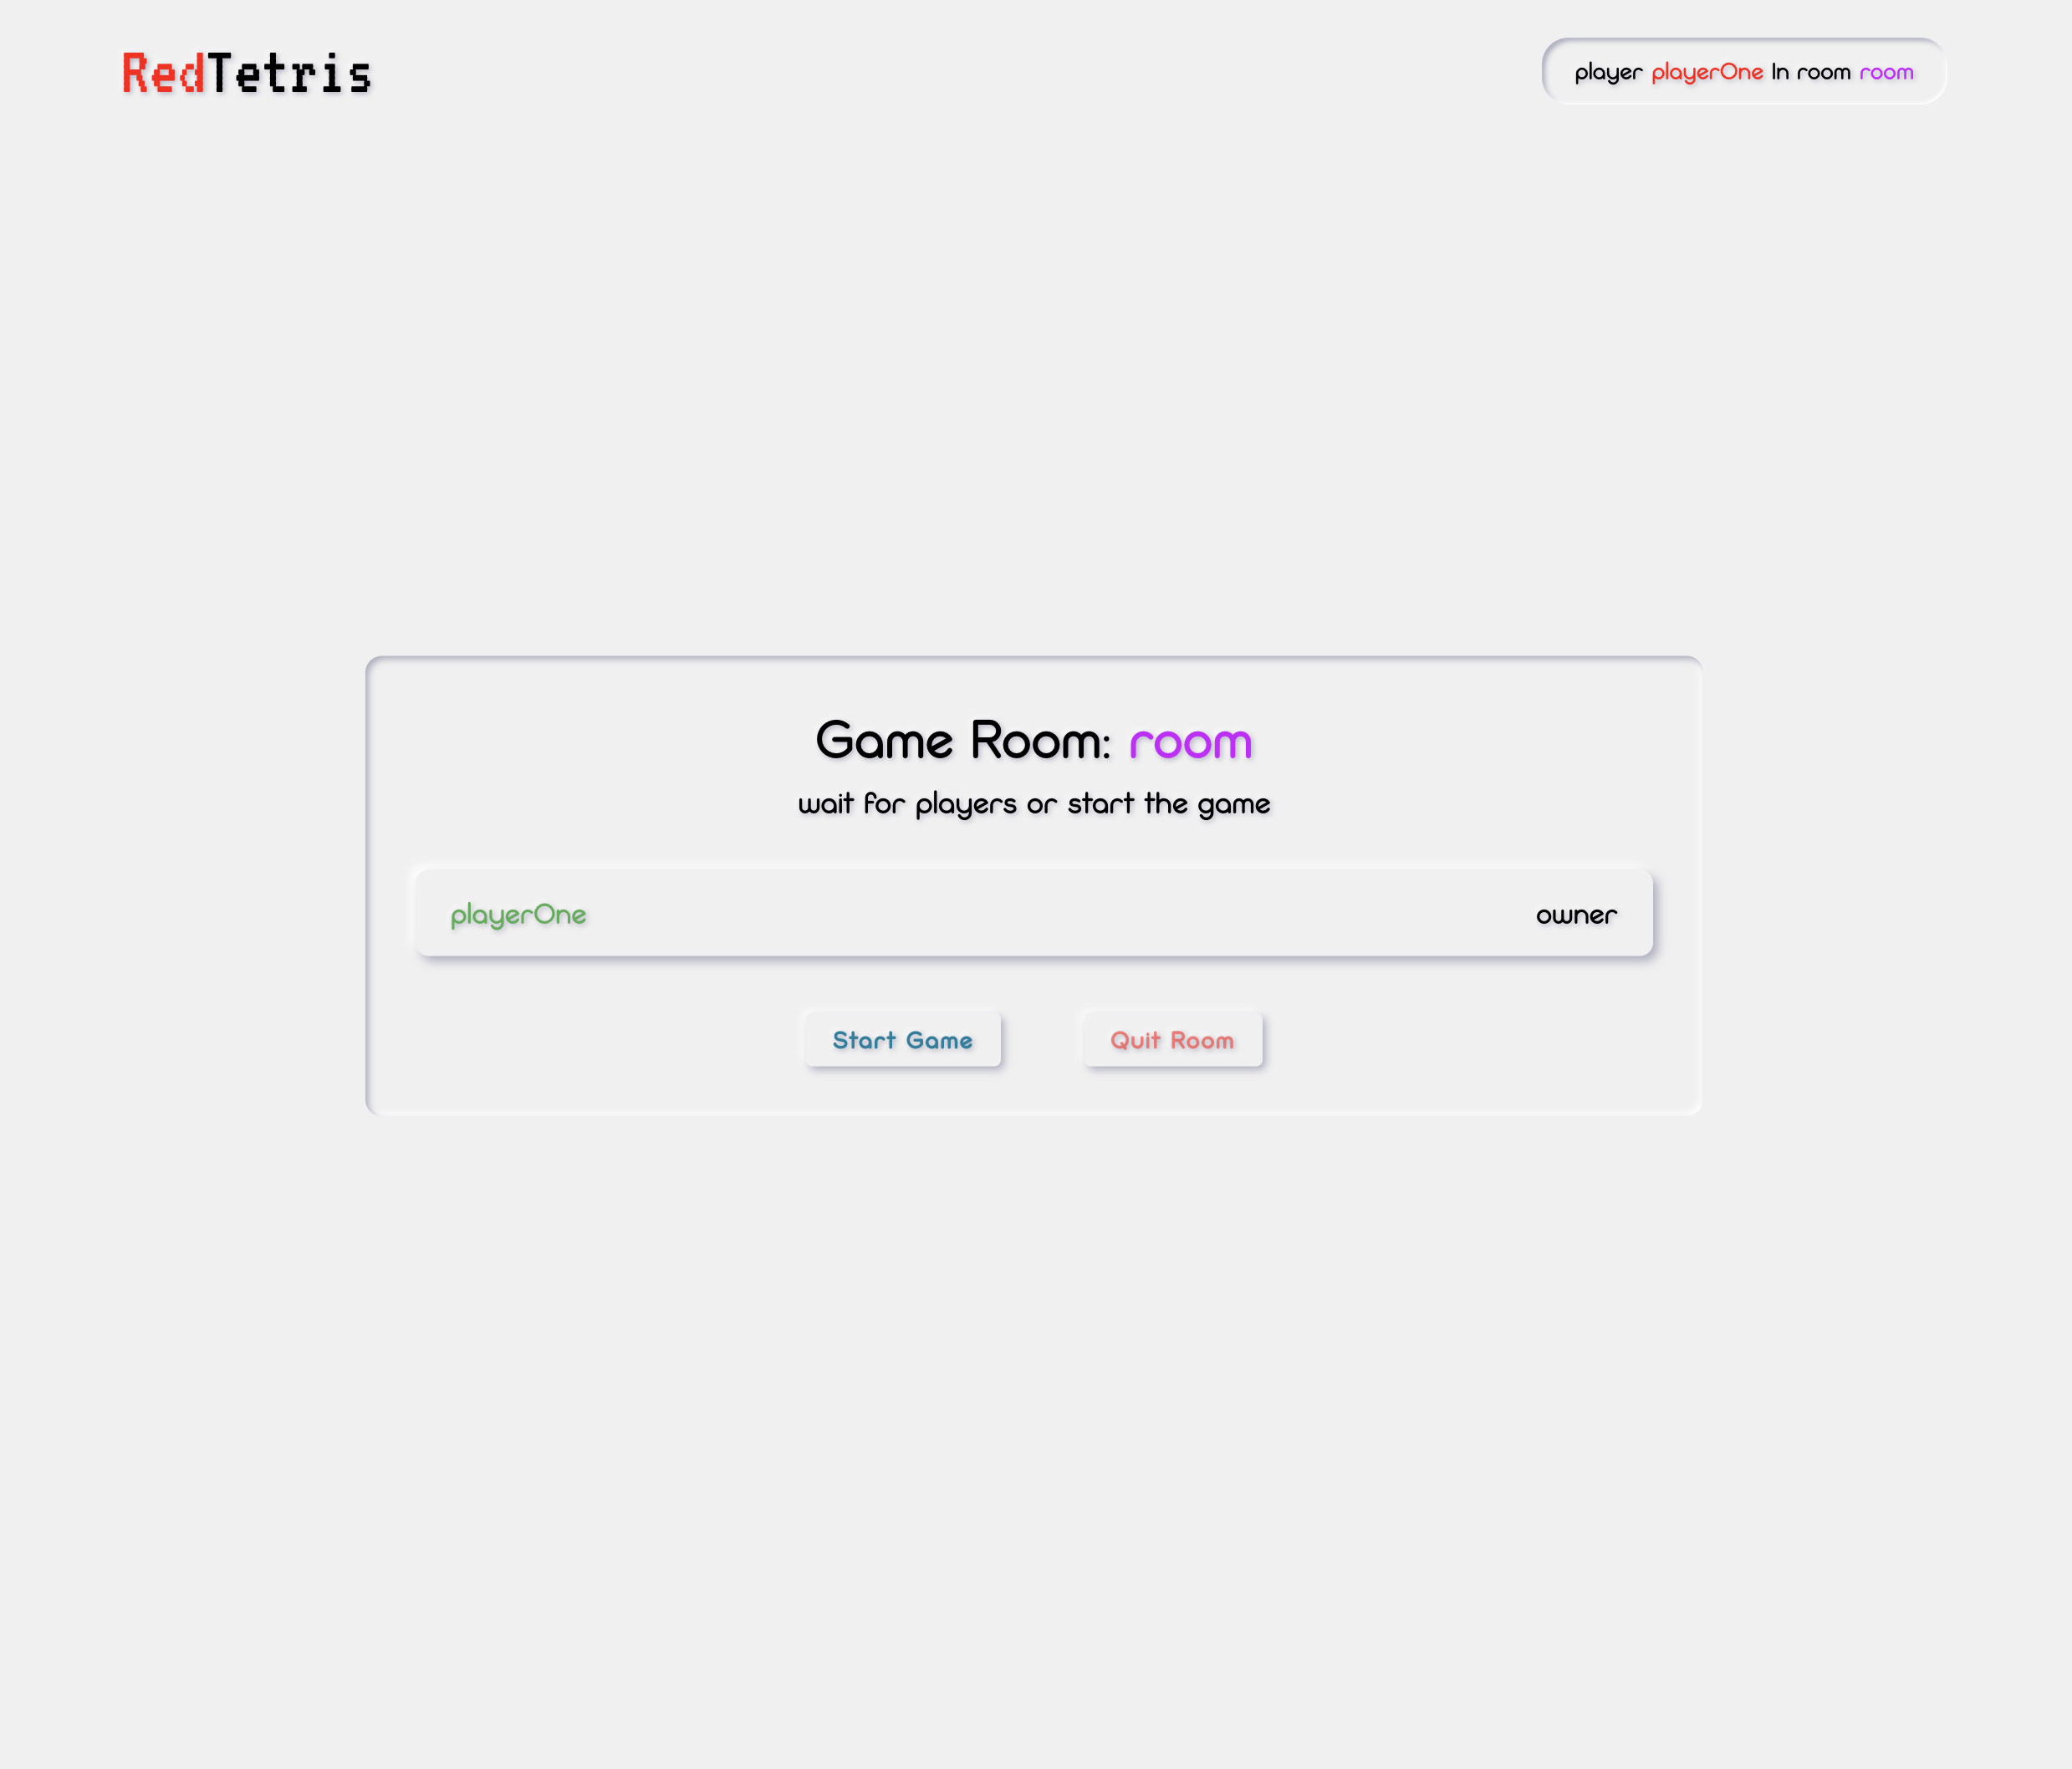 RedTetris
player playerOne In room room
Game Room: room
wait for players or start the game
playerOne owner
Start Game Quit Room